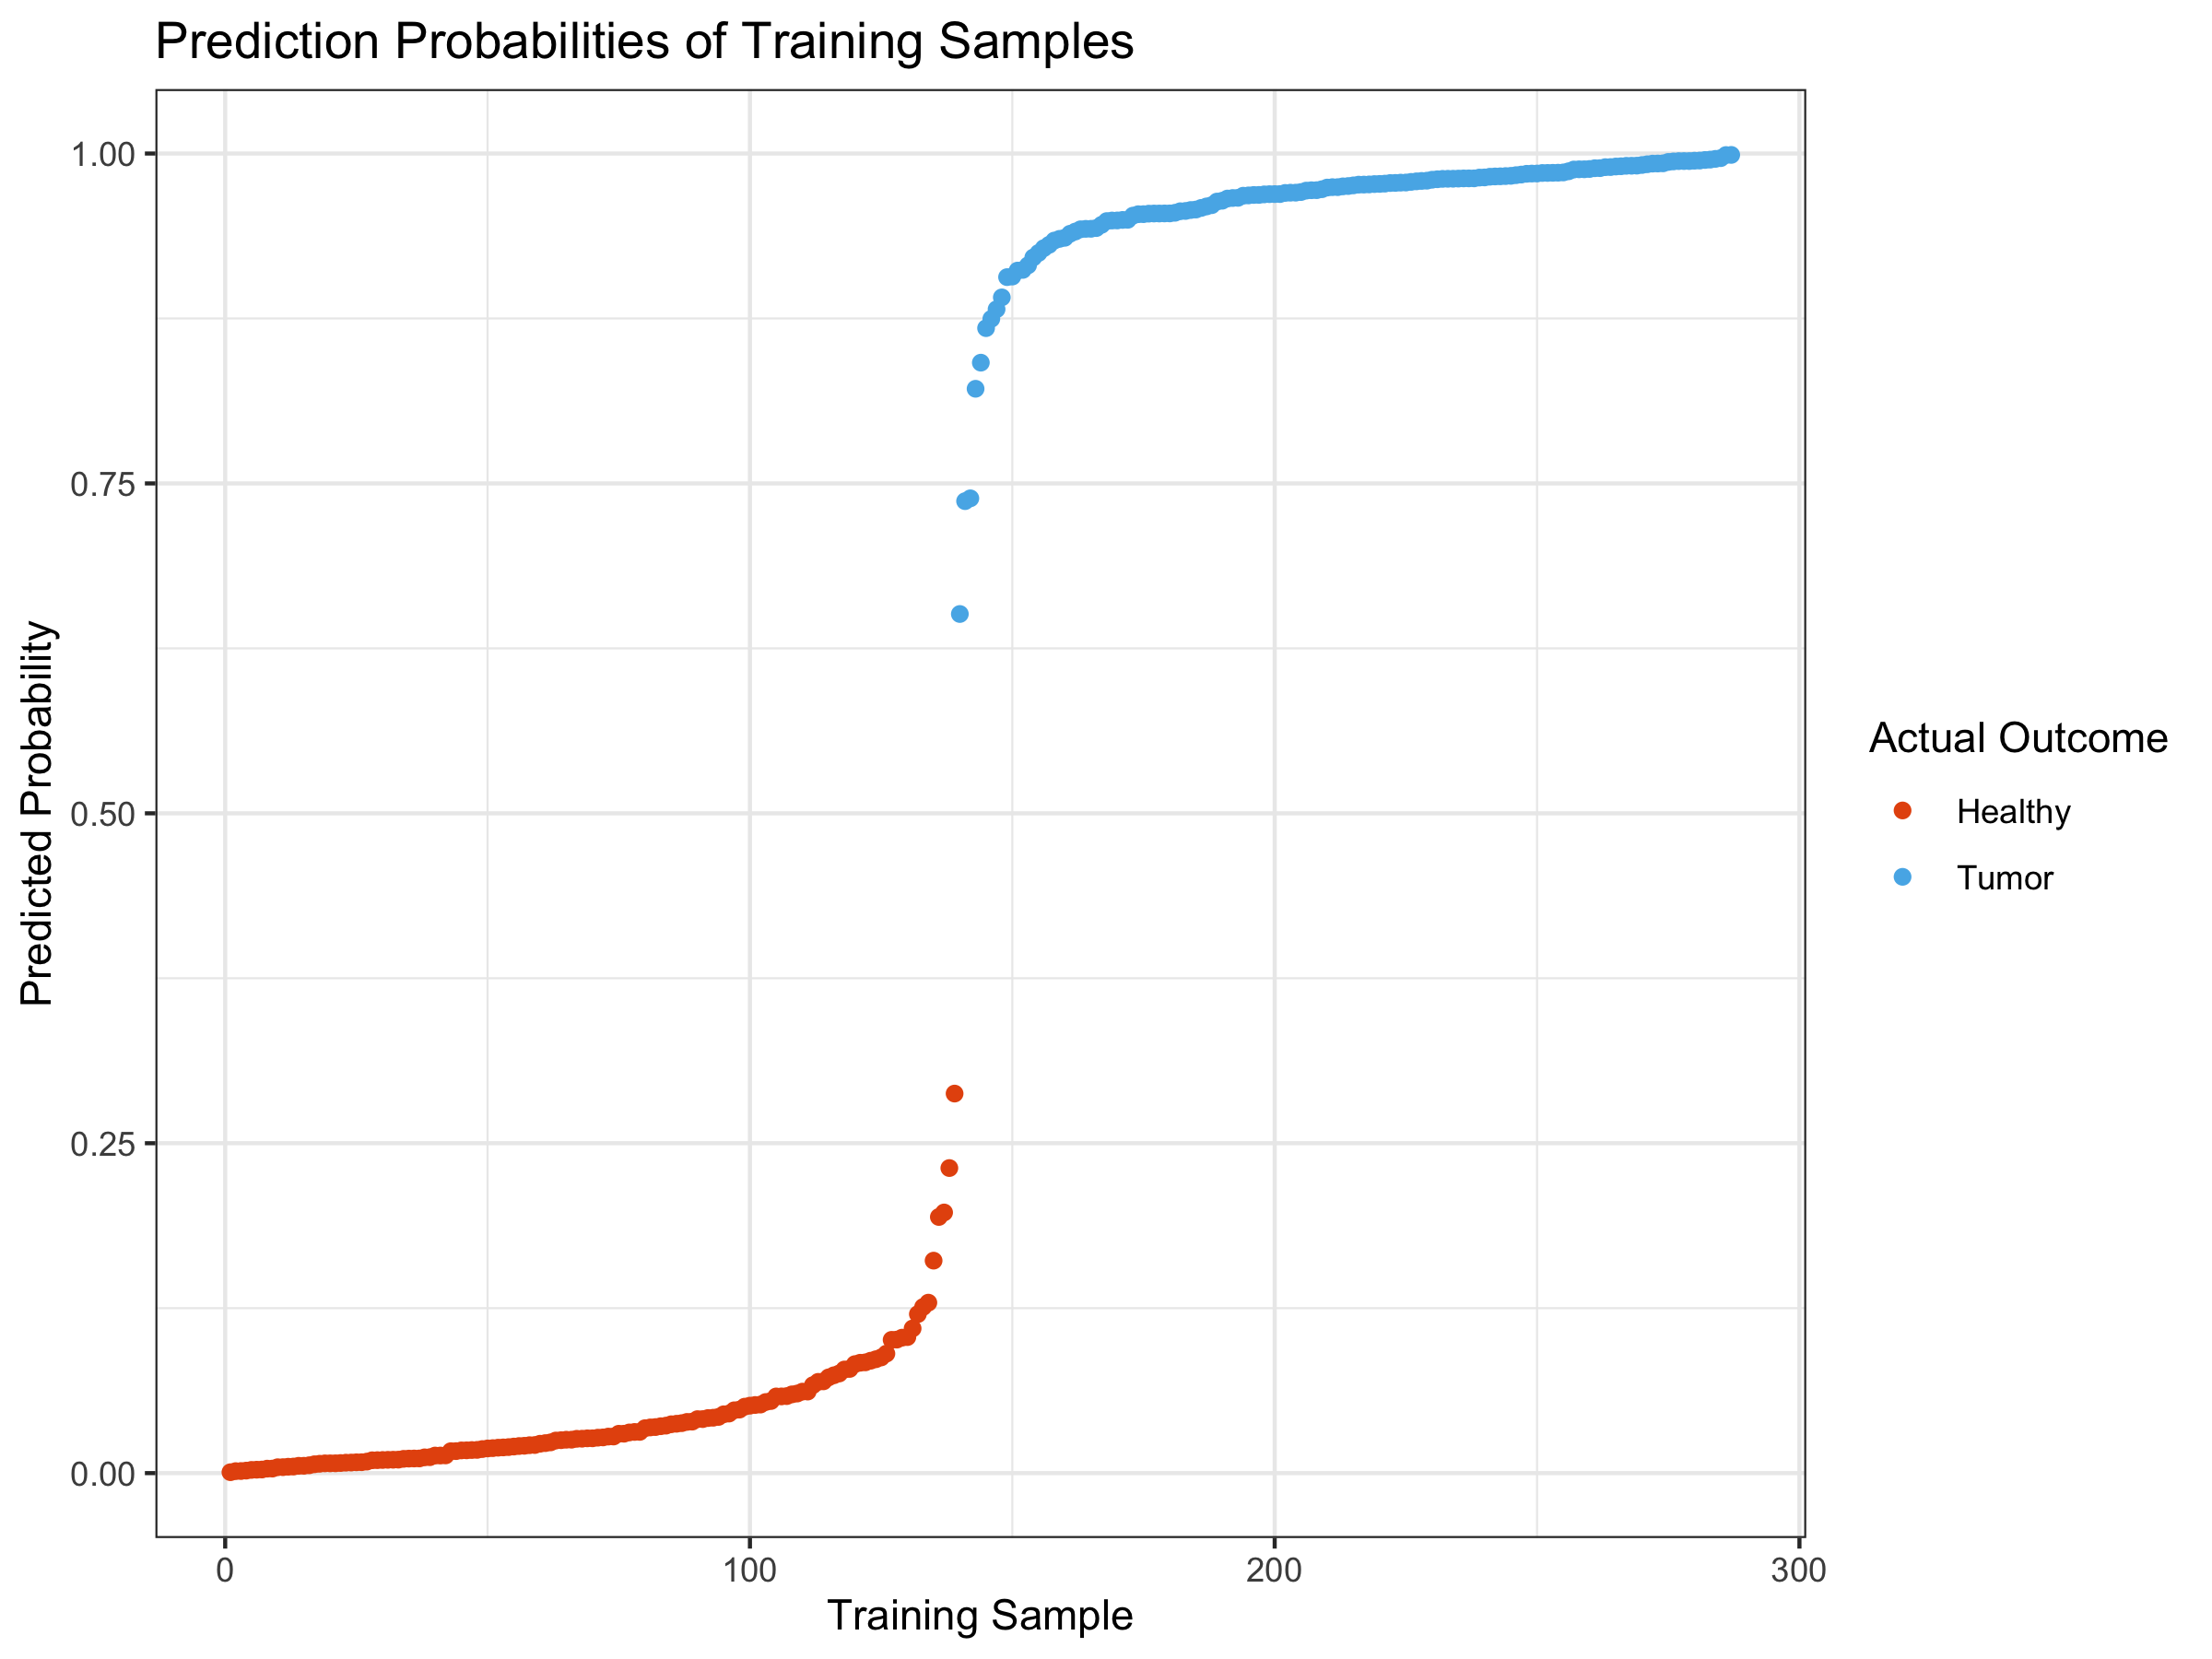 Prediction Probabilities of Training Samples
1.00
0.75
0.50
0.25
0.00
Predicted Probability
0
100
200
300
Training Sample
Actual Outcome
Healthy
Tumor